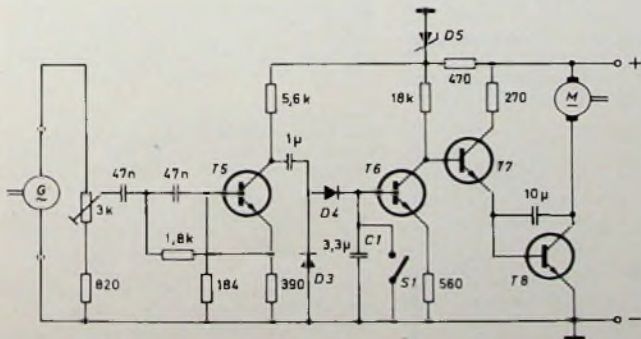 D5
+
470
5,6k
18k
270
M
1µ
47n
47n
T5
T6
T7
G
3k
D4
10µ
1,8k
3,3µ
C1
S1
T8
820
184
390
D3
560
−